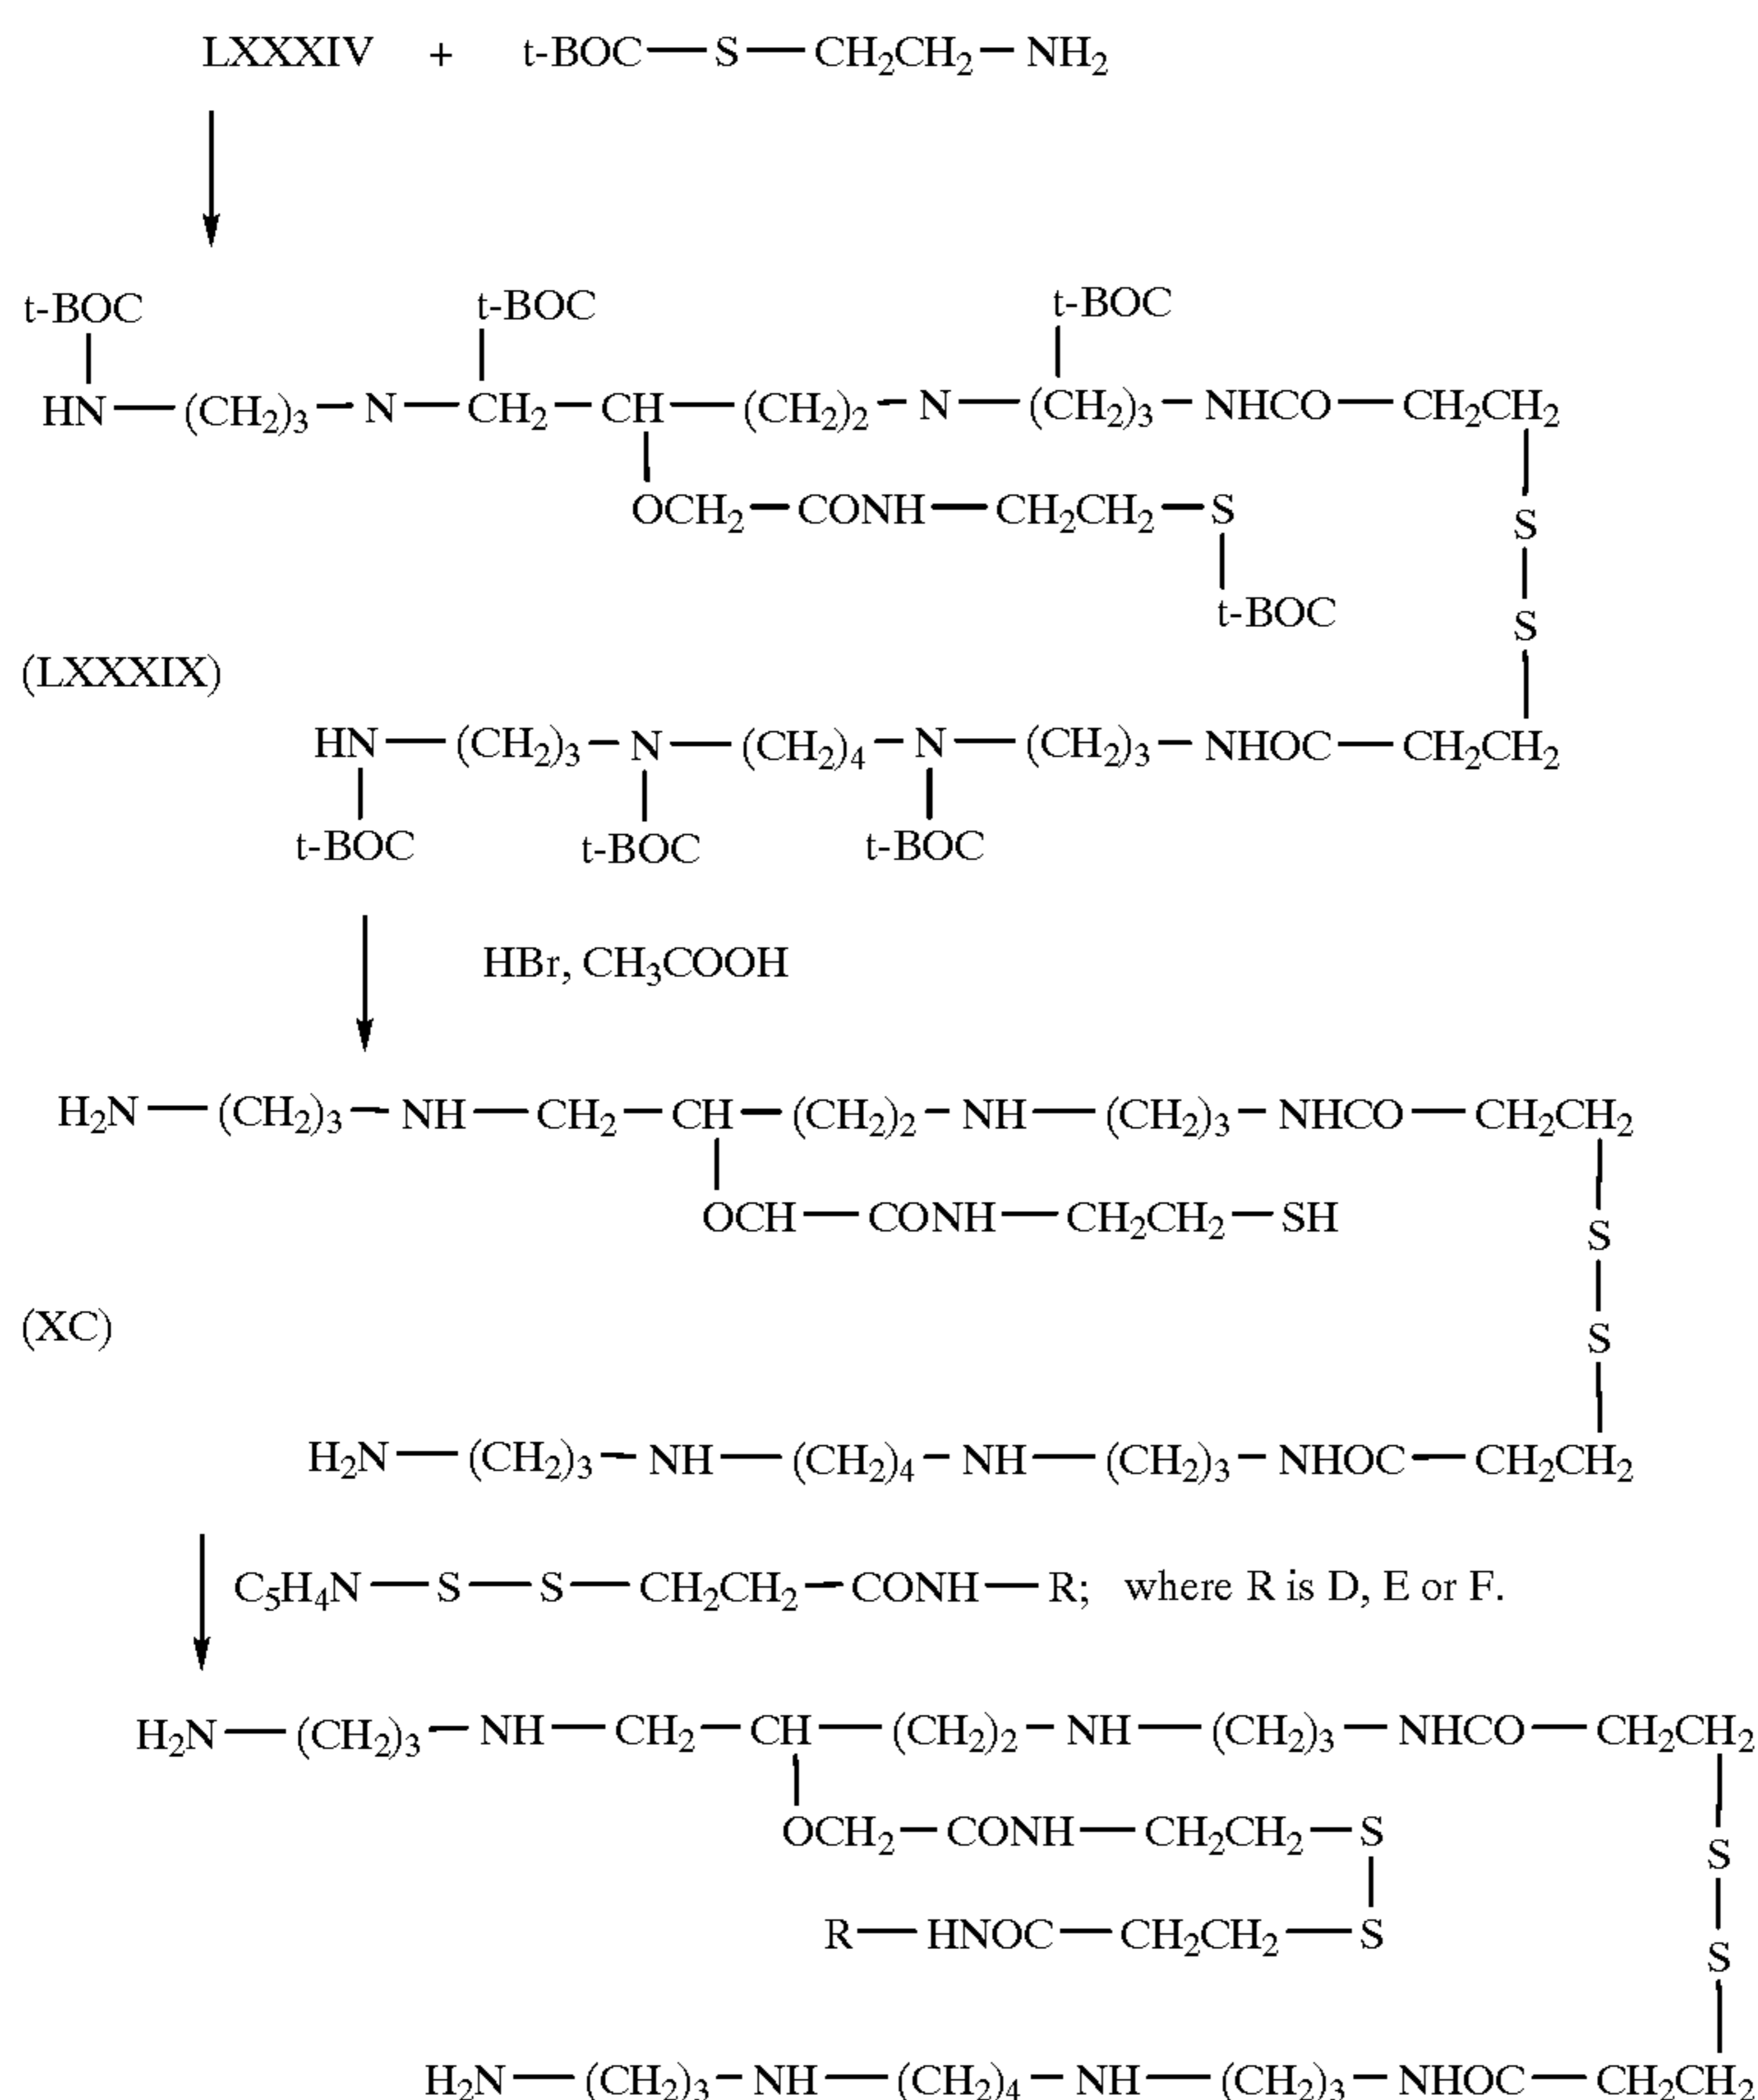 LXXXIV + t-BOC—S—CH₂CH₂—NH₂
t-BOC t-BOC t-BOC
HN—(CH₂)₃—N—CH₂—CH—(CH₂)₂—N—(CH₂)₃—NHCO—CH₂CH₂
OCH₂—CONH—CH₂CH₂—S
S
t-BOC
S
(LXXXIX)
HN—(CH₂)₃—N—(CH₂)₄—N—(CH₂)₃—NHOC—CH₂CH₂
t-BOC t-BOC t-BOC
HBr, CH₃COOH
H₂N—(CH₂)₃—NH—CH₂—CH—(CH₂)₂—NH—(CH₂)₃—NHCO—CH₂CH₂
OCH—CONH—CH₂CH₂—SH
S
(XC)
S
H₂N—(CH₂)₃—NH—(CH₂)₄—NH—(CH₂)₃—NHOC—CH₂CH₂
C₅H₄N—S—S—CH₂CH₂—CONH—R; where R is D, E or F.
H₂N—(CH₂)₃—NH—CH₂—CH—(CH₂)₂—NH—(CH₂)₃—NHCO—CH₂CH₂
OCH₂—CONH—CH₂CH₂—S
S
R—HNOC—CH₂CH₂—S
S
H₂N—(CH₂)₃—NH—(CH₂)₄—NH—(CH₂)₃—NHOC—CH₂CH₂